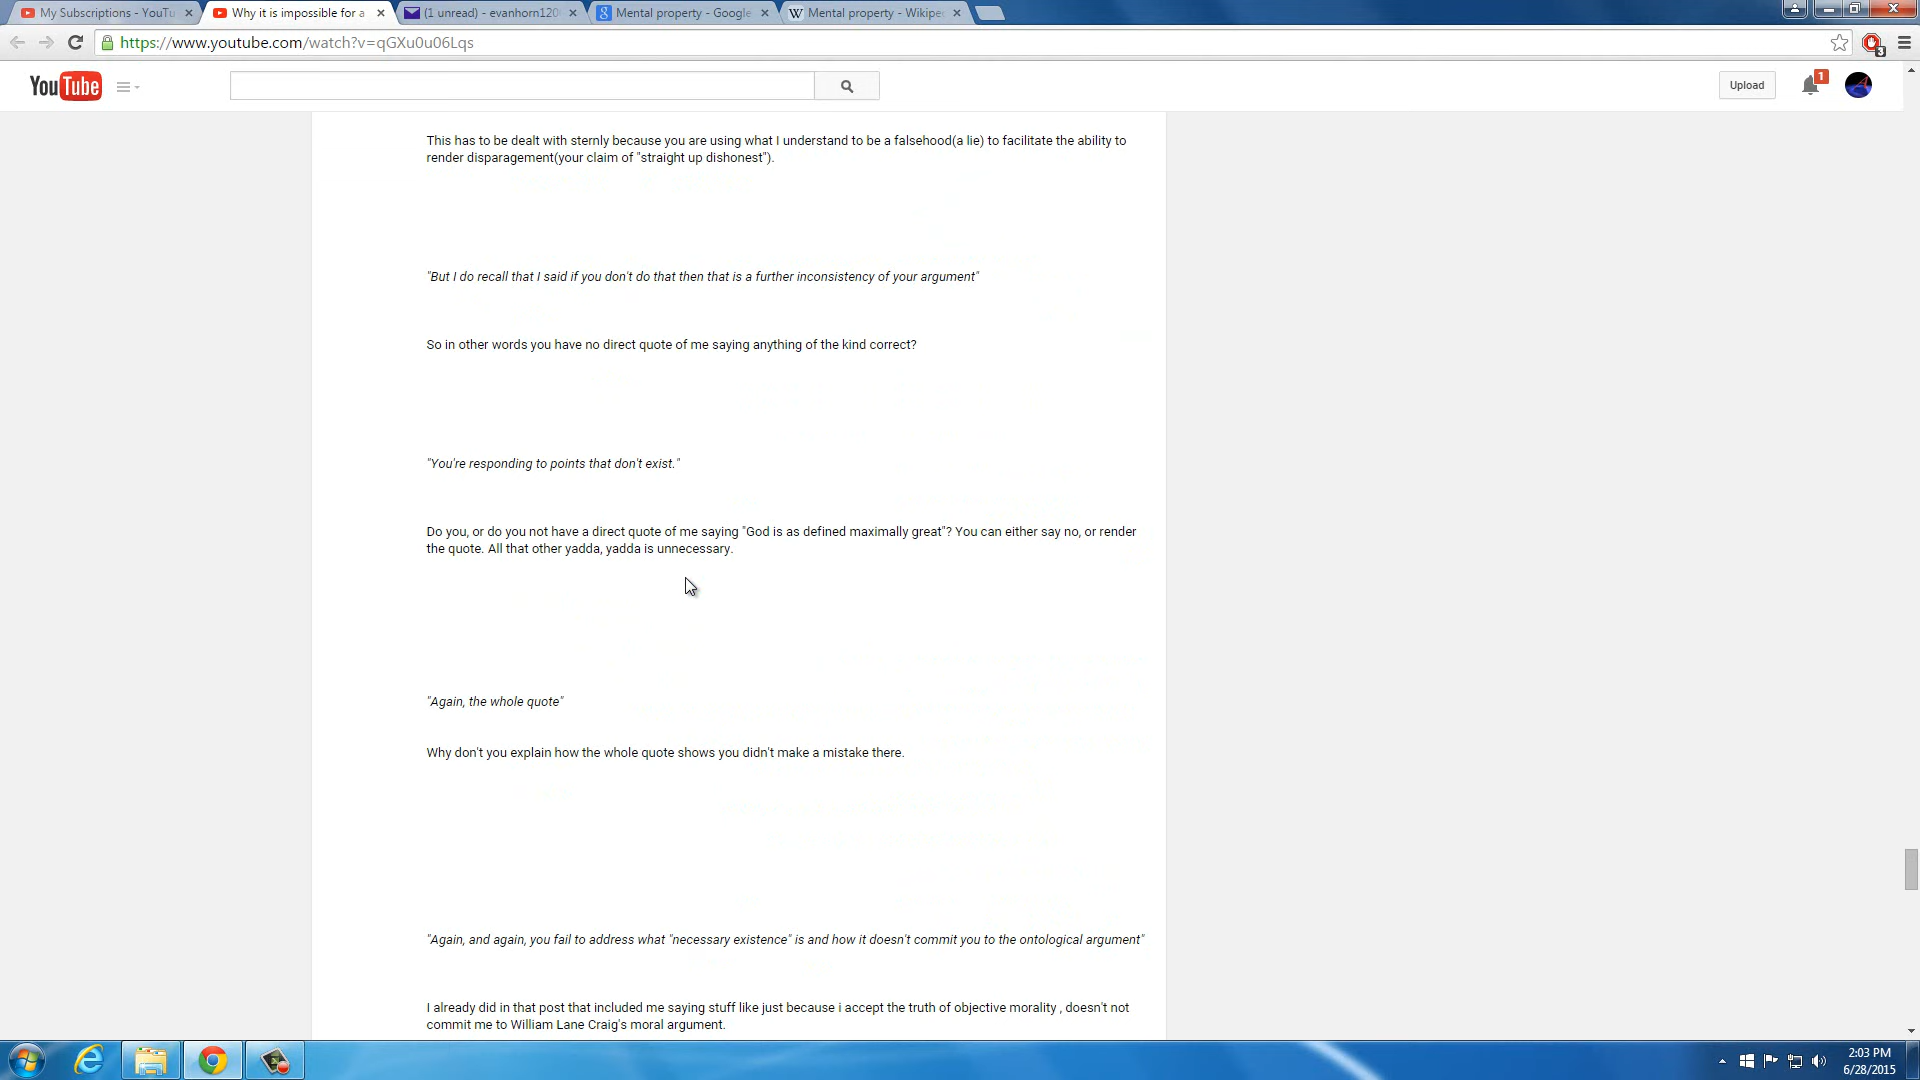 My Subscriptions - YouTu
Why it is impossible for a
(1 unread) - evanhorn120
Mental property - Google
Mental property - Wikipe
https://www.youtube.com/watch?v=qGXu0u06Lqs
3
YouTube
Upload
1
This has to be dealt with sternly because you are using what I understand to be a falsehood(a lie) to facilitate the ability to
render disparagement(your claim of "straight up dishonest").
"But I do recall that I said if you don't do that then that is a further inconsistency of your argument"
So in other words you have no direct quote of me saying anything of the kind correct?
"You're responding to points that don't exist."
Do you, or do you not have a direct quote of me saying "God is as defined maximally great"? You can either say no, or render
the quote. All that other yadda, yadda is unnecessary.
"Again, the whole quote"
Why don't you explain how the whole quote shows you didn't make a mistake there.
"Again, and again, you fail to address what "necessary existence" is and how it doesn't commit you to the ontological argument"
I already did in that post that included me saying stuff like just because i accept the truth of objective morality , doesn't not
commit me to William Lane Craig's moral argument.
2:03 PM
6/28/2015